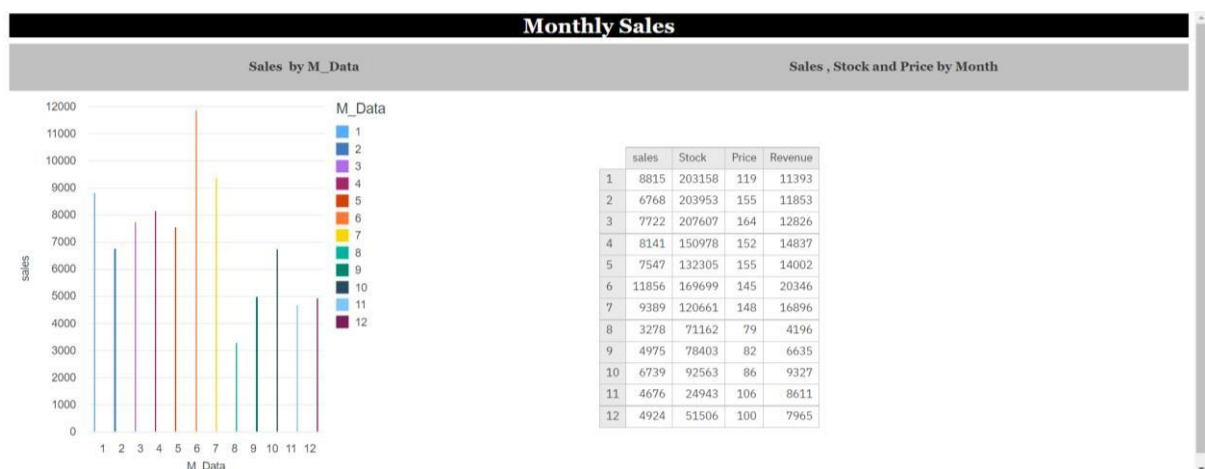 Monthly Sales
Sales by M_Data
Sales , Stock and Price by Month
12000
11000
10000
9000
8000
7000
6000
5000
4000
3000
2000
1000
0
sales
1 2 3 4 5 6 7 8 9 10 11 12
M_Data
M_Data
1
2
3
4
5
6
7
8
9
10
11
12
sales Stock Price Revenue
1 8815 203158 119 11393
2 6768 203953 155 11853
3 7722 207607 164 12826
4 8141 150978 152 14837
5 7547 132305 155 14002
6 11856 169699 145 20346
7 9389 120661 148 16896
8 3278 71162 79 4196
9 4975 78403 82 6635
10 6739 92563 86 9327
11 4676 24943 106 8611
12 4924 51506 100 7965